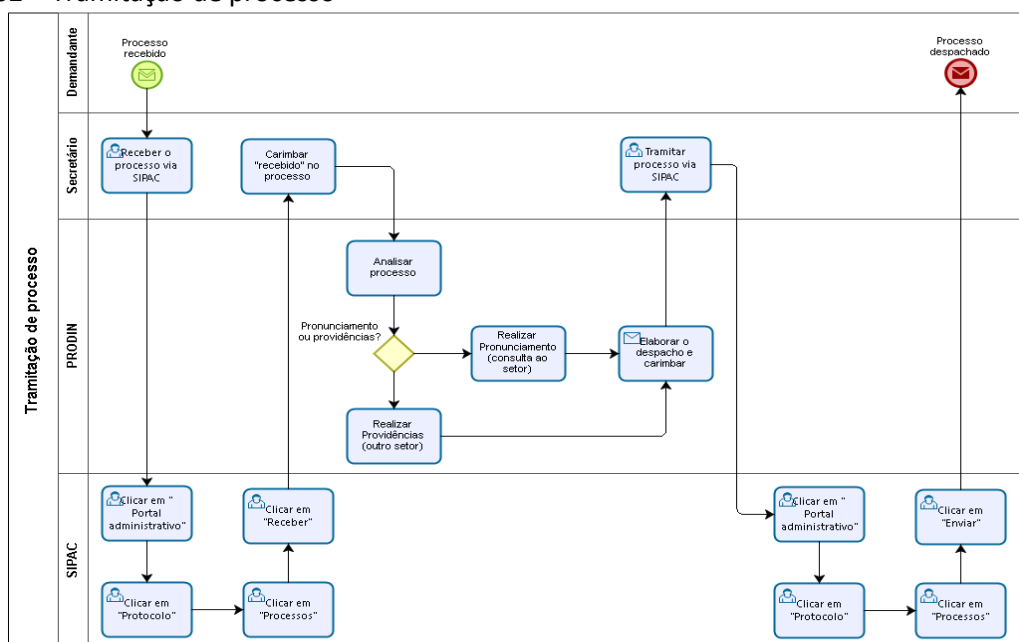 Tramitação de processo
Tramitação de processo
Demandante
Processo
recebido
Processo
despachado
Secretário
Receber o
processo via
SIPAC
Carimbar
"recebido" no
processo
Tramitar
processo via
SIPAC
PRODIN
Analisar
processo
Pronunciamento
ou providências?
Realizar
Pronunciamento
(consulta ao
setor)
Elaborar o
despacho e
carimbar
Realizar
Providências
(outro setor)
SIPAC
Clicar em "
Portal
administrativo"
Clicar em
"Receber"
Clicar em "
Portal
administrativo"
Clicar em
"Enviar"
Clicar em
"Protocolo"
Clicar em
"Processos"
Clicar em
"Protocolo"
Clicar em
"Processos"